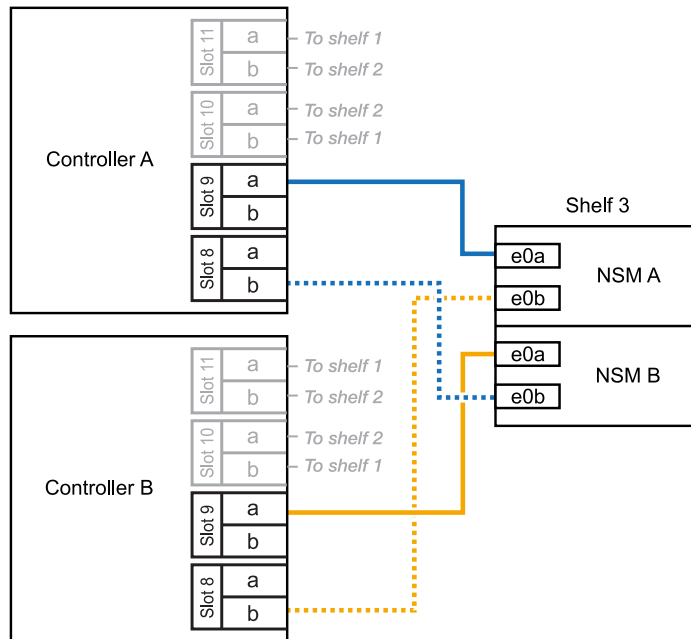 Controller A
Slot 11
a
To shelf 1
b
To shelf 2
Slot 10
a
To shelf 2
b
To shelf 1
Slot 9
a
b
Slot 8
a
b
Controller B
Slot 11
a
To shelf 1
b
To shelf 2
Slot 10
a
To shelf 2
b
To shelf 1
Slot 9
a
b
Slot 8
a
b
Shelf 3
e0a
NSM A
e0b
e0a
NSM B
e0b